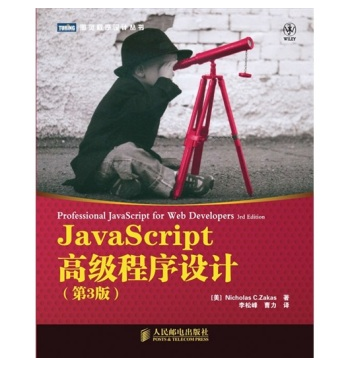 TURING
图灵程序设计丛书
WILEY
Professional JavaScript for Web Developers 3rd Edition
JavaScript
高级程序设计
（第3版）
[美] Nicholas C.Zakas 著
李松峰 曹力 译
人民邮电出版社
POSTS & TELECOM PRESS